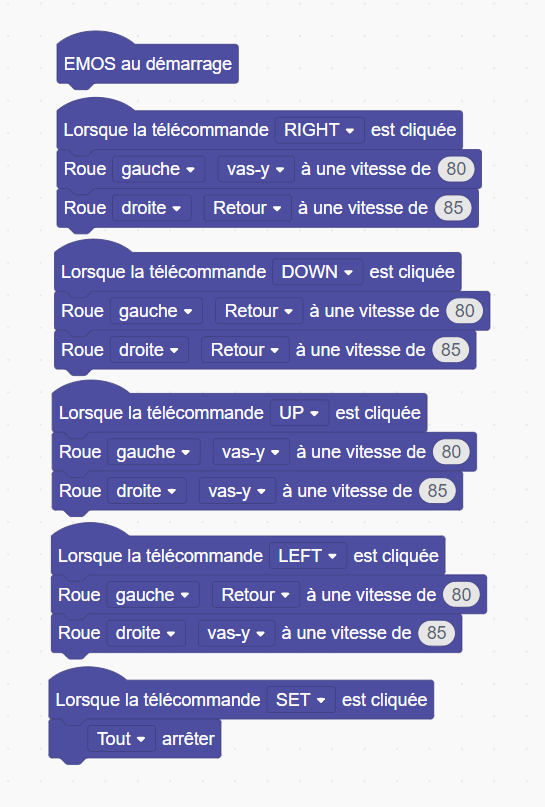 EMOS au démarrage
Lorsque la télécommande RIGHT est cliquée
Roue gauche vas-y à une vitesse de 80
Roue droite Retour à une vitesse de 85
Lorsque la télécommande DOWN est cliquée
Roue gauche Retour à une vitesse de 80
Roue droite Retour à une vitesse de 85
Lorsque la télécommande UP est cliquée
Roue gauche vas-y à une vitesse de 80
Roue droite vas-y à une vitesse de 85
Lorsque la télécommande LEFT est cliquée
Roue gauche Retour à une vitesse de 80
Roue droite vas-y à une vitesse de 85
Lorsque la télécommande SET est cliquée
Tout arrêter